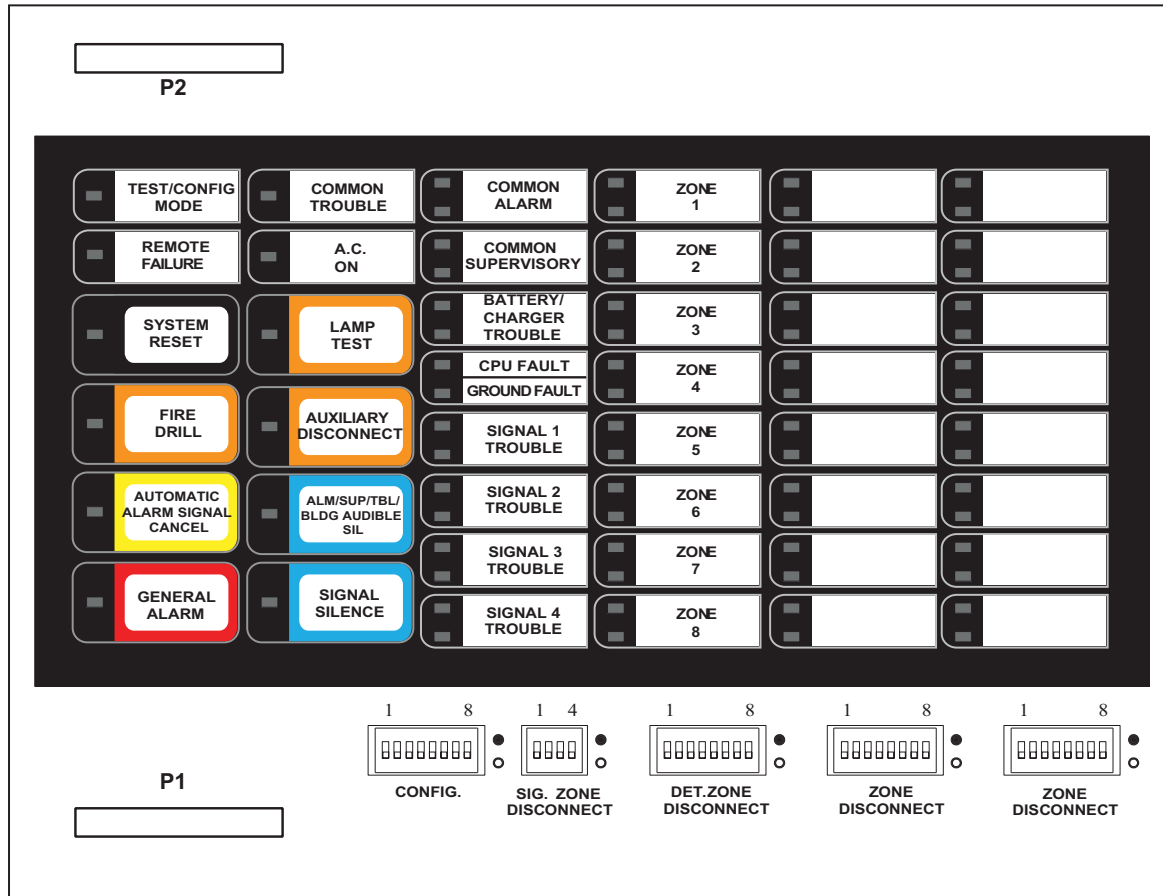 P2
TEST/CONFIG
MODE
COMMON
TROUBLE
COMMON
ALARM
ZONE
1
REMOTE
FAILURE
A.C.
ON
COMMON
SUPERVISORY
ZONE
2
SYSTEM
RESET
LAMP
TEST
BATTERY/
CHARGER
TROUBLE
ZONE
3
CPU FAULT
GROUND FAULT
ZONE
4
FIRE
DRILL
AUXILIARY
DISCONNECT
SIGNAL 1
TROUBLE
ZONE
5
AUTOMATIC
ALARM SIGNAL
CANCEL
ALM/SUP/TBL/
BLDG AUDIBLE
SIL
SIGNAL 2
TROUBLE
ZONE
6
SIGNAL 3
TROUBLE
ZONE
7
GENERAL
ALARM
SIGNAL
SILENCE
SIGNAL 4
TROUBLE
ZONE
8
1 8
1 4
1 8
1 8
1 8
P1
CONFIG.
SIG. ZONE
DISCONNECT
DET.ZONE
DISCONNECT
ZONE
DISCONNECT
ZONE
DISCONNECT